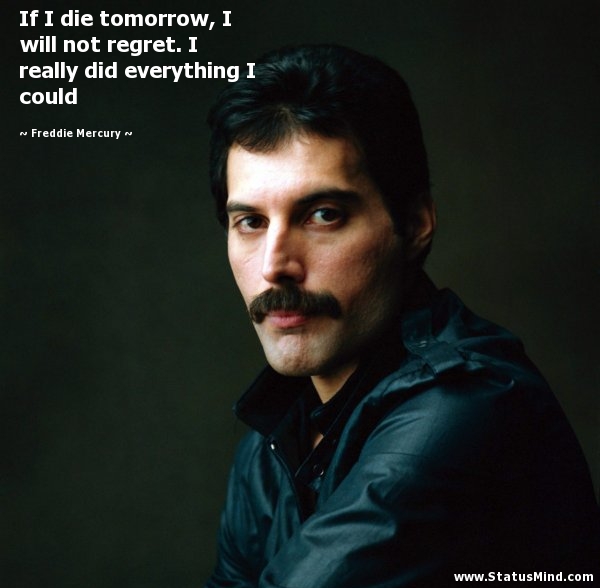 If I die tomorrow, I
will not regret. I
really did everything I
could
~ Freddie Mercury ~
www.StatusMind.com